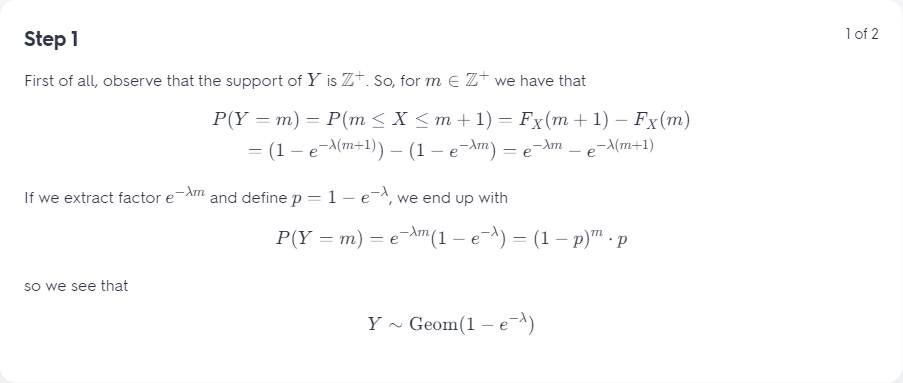 Step 1
1 of 2
First of all, observe that the support of Y is ℤ⁺. So, for m ∈ ℤ⁺ we have that
P(Y = m) = P(m ≤ X ≤ m + 1) = F_X(m + 1) − F_X(m)
= (1 − e^{−λ(m+1)}) − (1 − e^{−λm}) = e^{−λm} − e^{−λ(m+1)}
If we extract factor e^{−λm} and define p = 1 − e^{−λ}, we end up with
P(Y = m) = e^{−λm}(1 − e^{−λ}) = (1 − p)^m · p
so we see that
Y ∼ Geom(1 − e^{−λ})